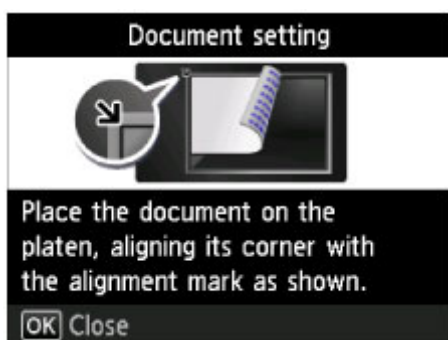 Document setting
Place the document on the
platen, aligning its corner with
the alignment mark as shown.
OK Close